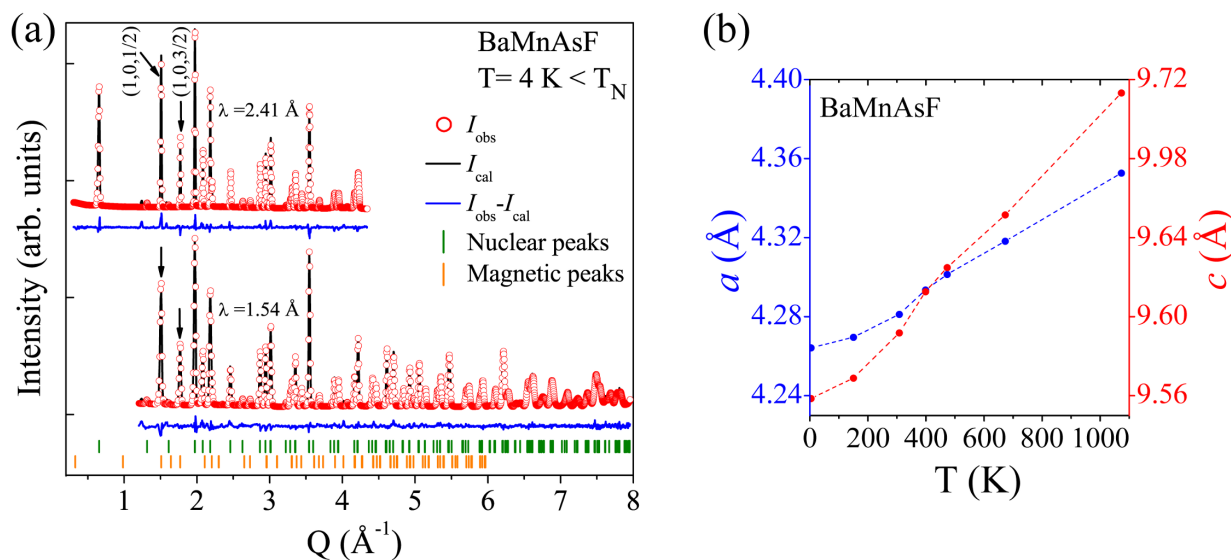 (a)
(1,0,1/2)
(1,0,3/2)
BaMnAsF
T= 4 K < T_N
λ =2.41 Å
I_obs
I_cal
I_obs-I_cal
Nuclear peaks
Magnetic peaks
λ =1.54 Å
Intensity (arb. units)
1 2 3 4 5 6 7 8
Q (Å⁻¹)
(b)
BaMnAsF
4.40
4.36
4.32
4.28
4.24
a (Å)
9.72
9.98
9.64
9.60
9.56
c (Å)
0 200 400 600 800 1000
T (K)